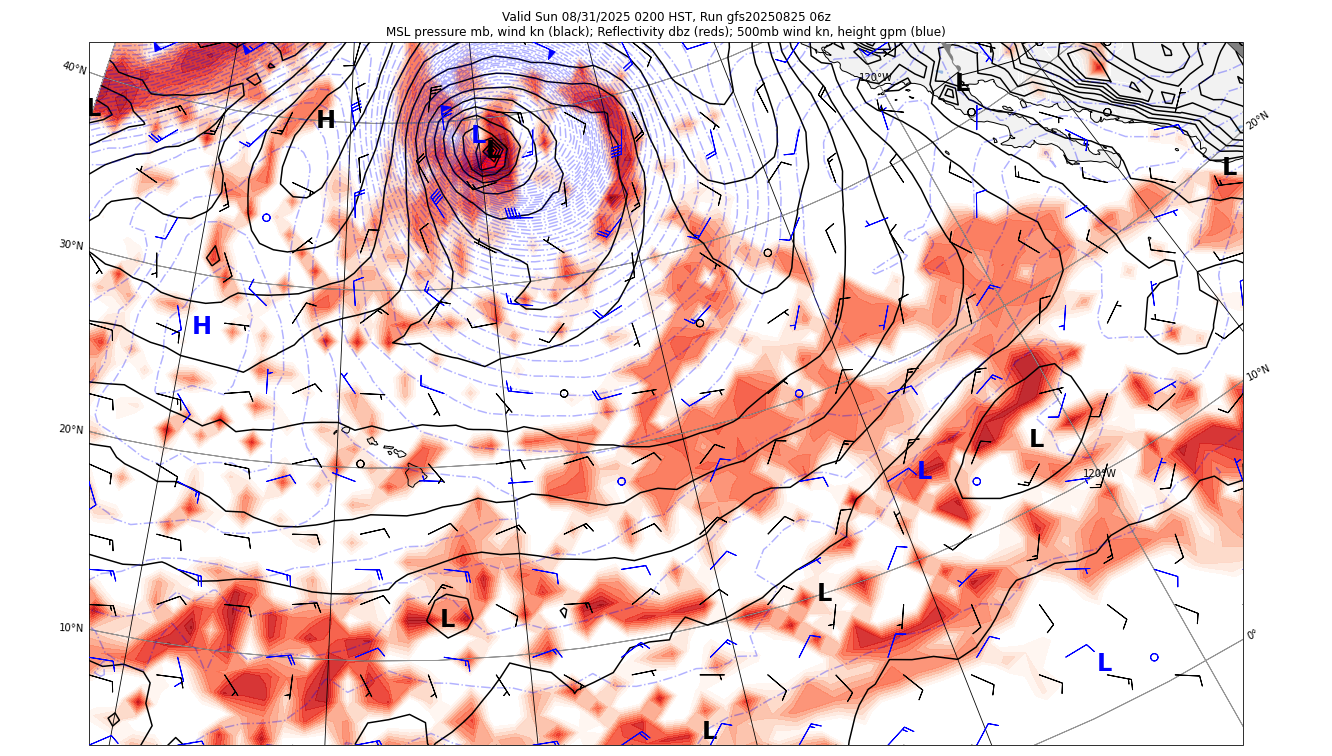 Valid Sun 08/31/2025 0200 HST, Run gfs20250825 06z
MSL pressure mb, wind kn (black); Reflectivity dbz (reds); 500mb wind kn, height gpm (blue)
40°N
120°W
L
L
H
20°N
L
L
L
L
30°N
H
10°N
20°N
L
L
120°W
L
L
10°N
0°
L
L